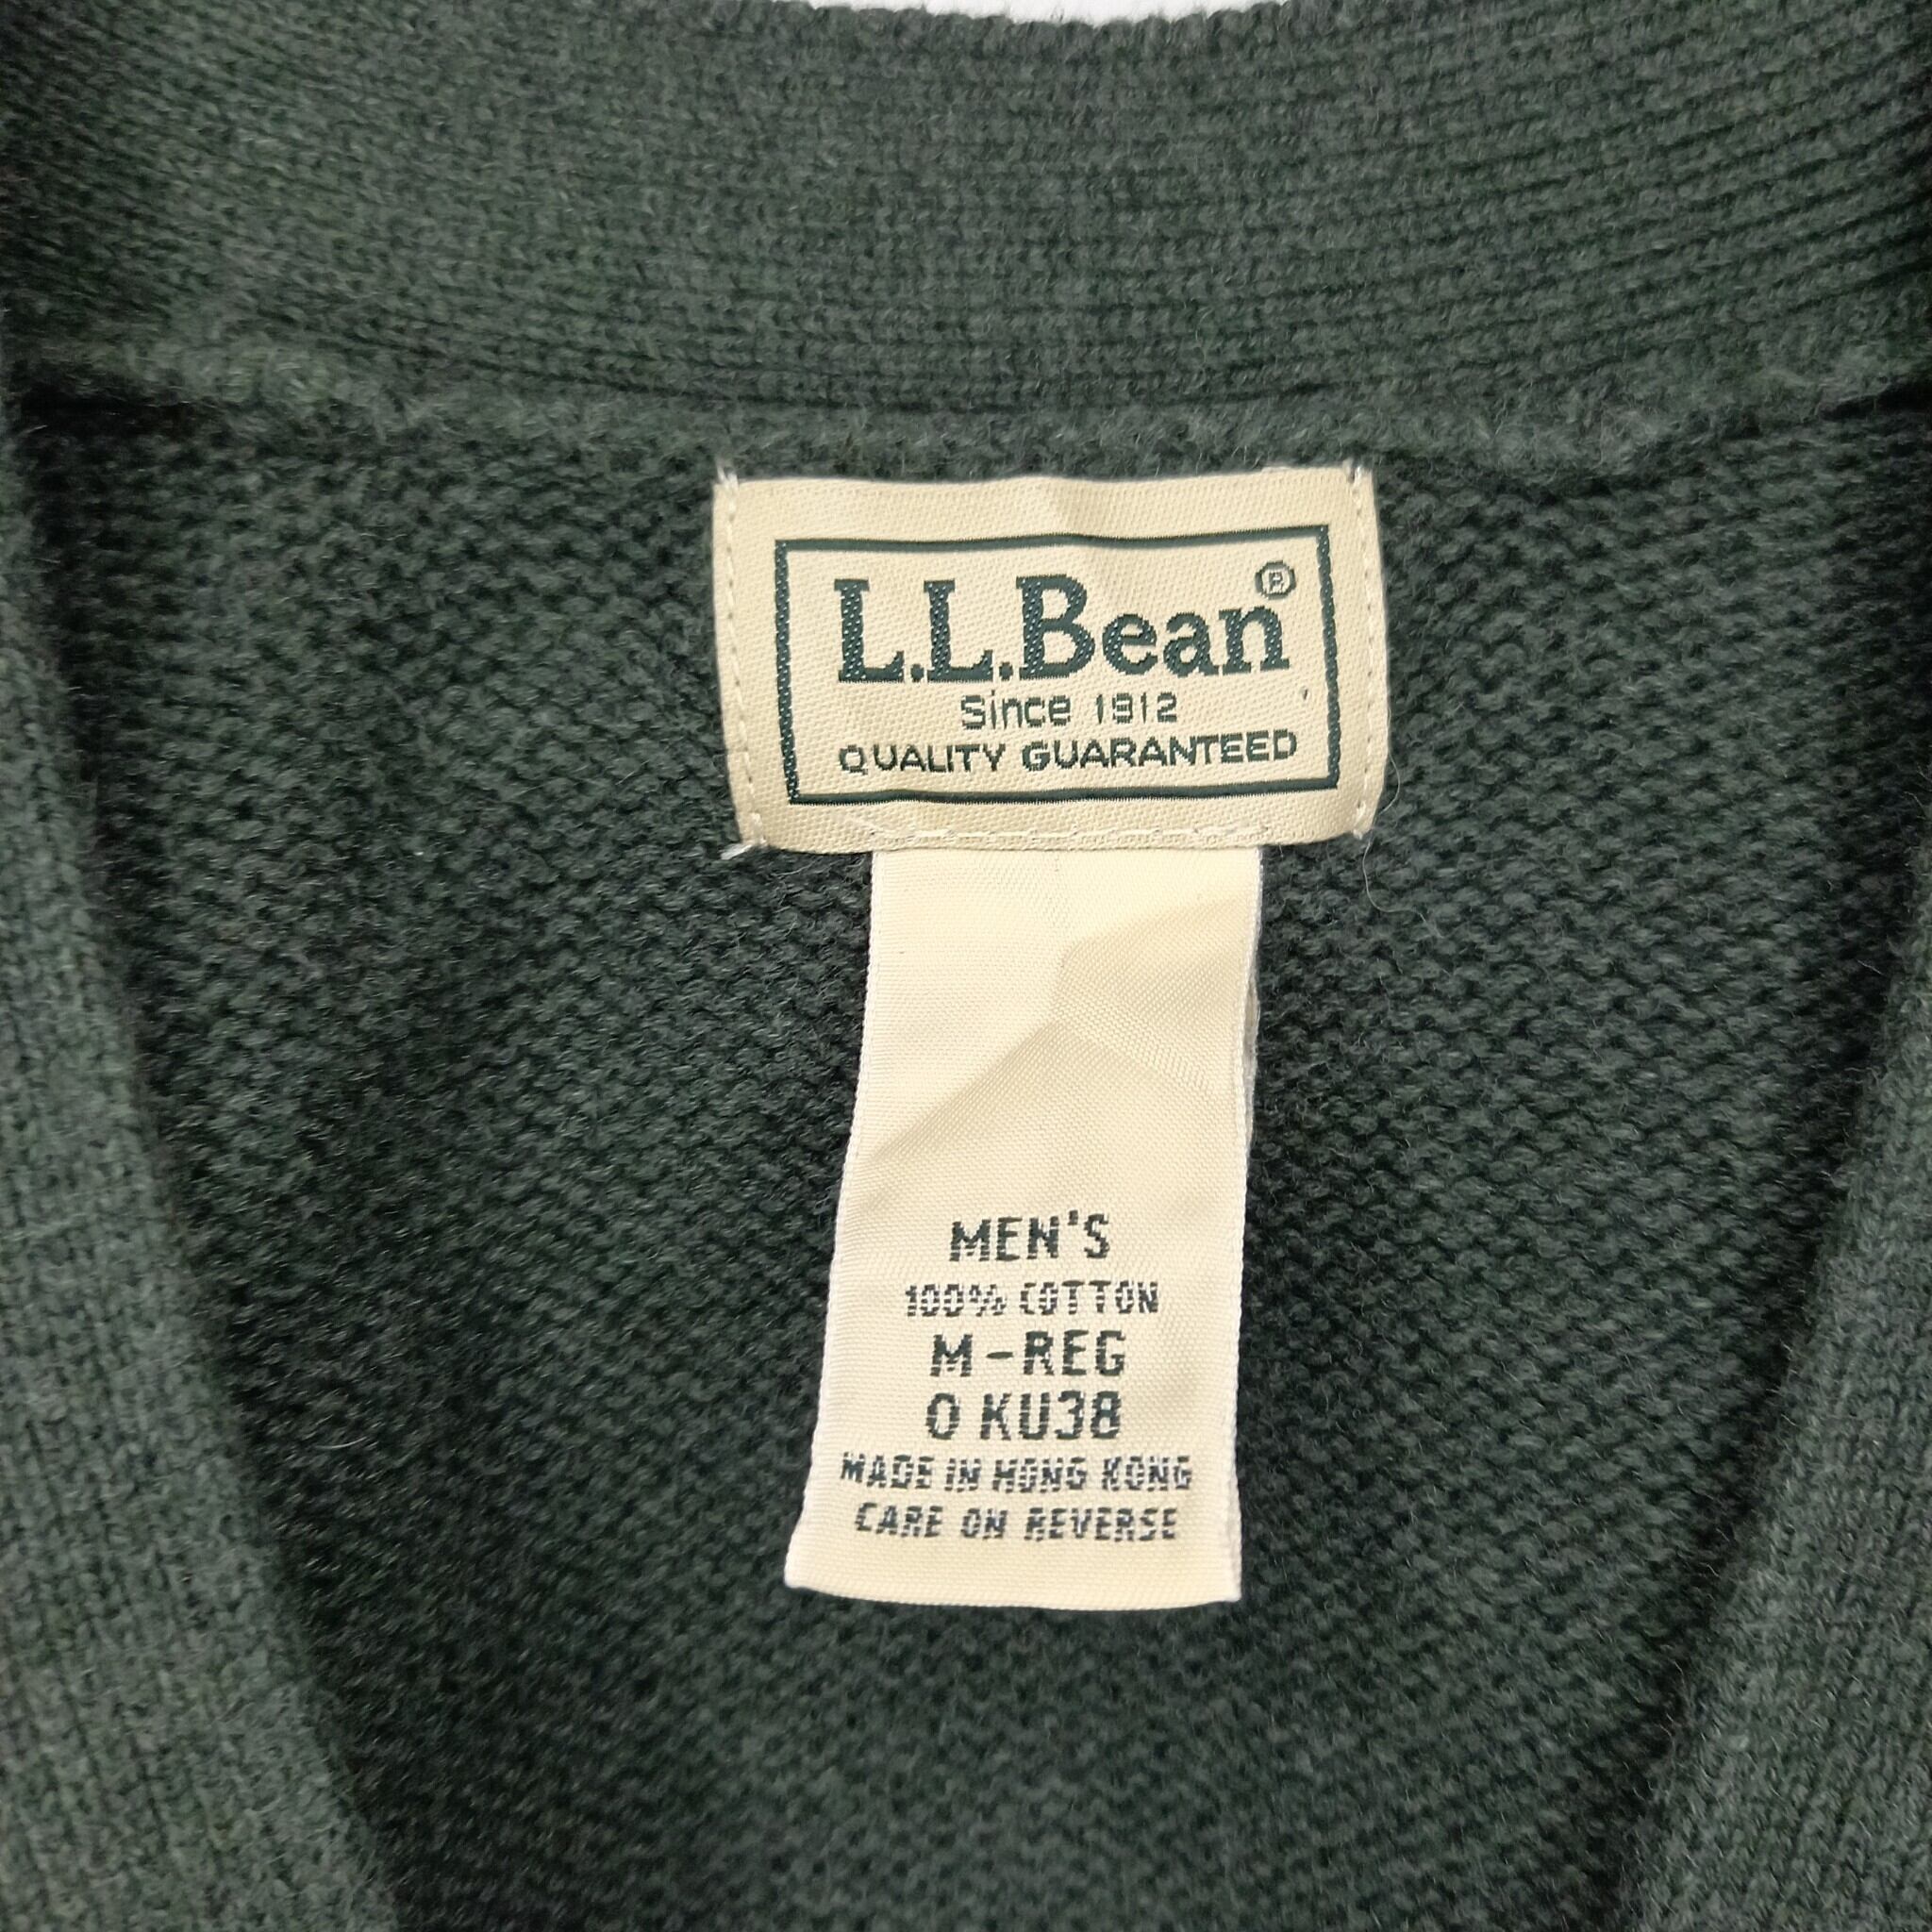 L.L.Bean®
Since 1912
QUALITY GUARANTEED
MEN'S
100% COTTON
M-REG
0 KU38
MADE IN HONG KONG
CARE ON REVERSE